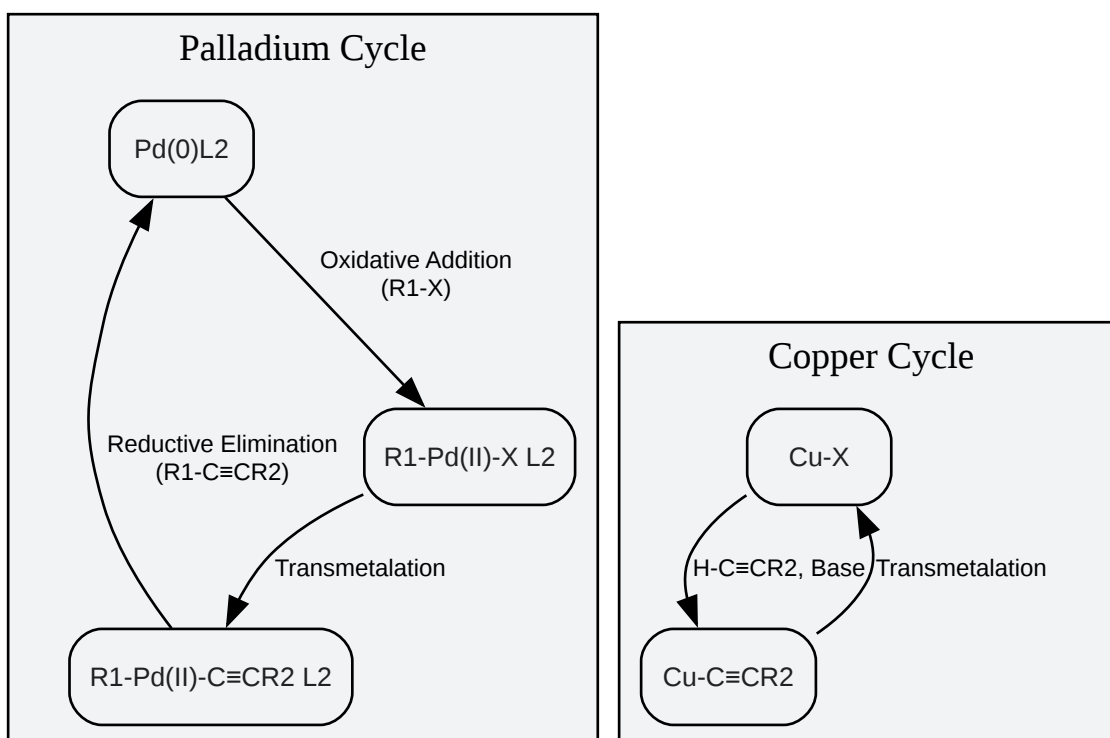 Palladium Cycle
Pd(0)L2
Oxidative Addition
(R1-X)
Reductive Elimination
(R1-C≡CR2)
R1-Pd(II)-X L2
Transmetalation
R1-Pd(II)-C≡CR2 L2
Copper Cycle
Cu-X
H-C≡CR2, Base
Transmetalation
Cu-C≡CR2